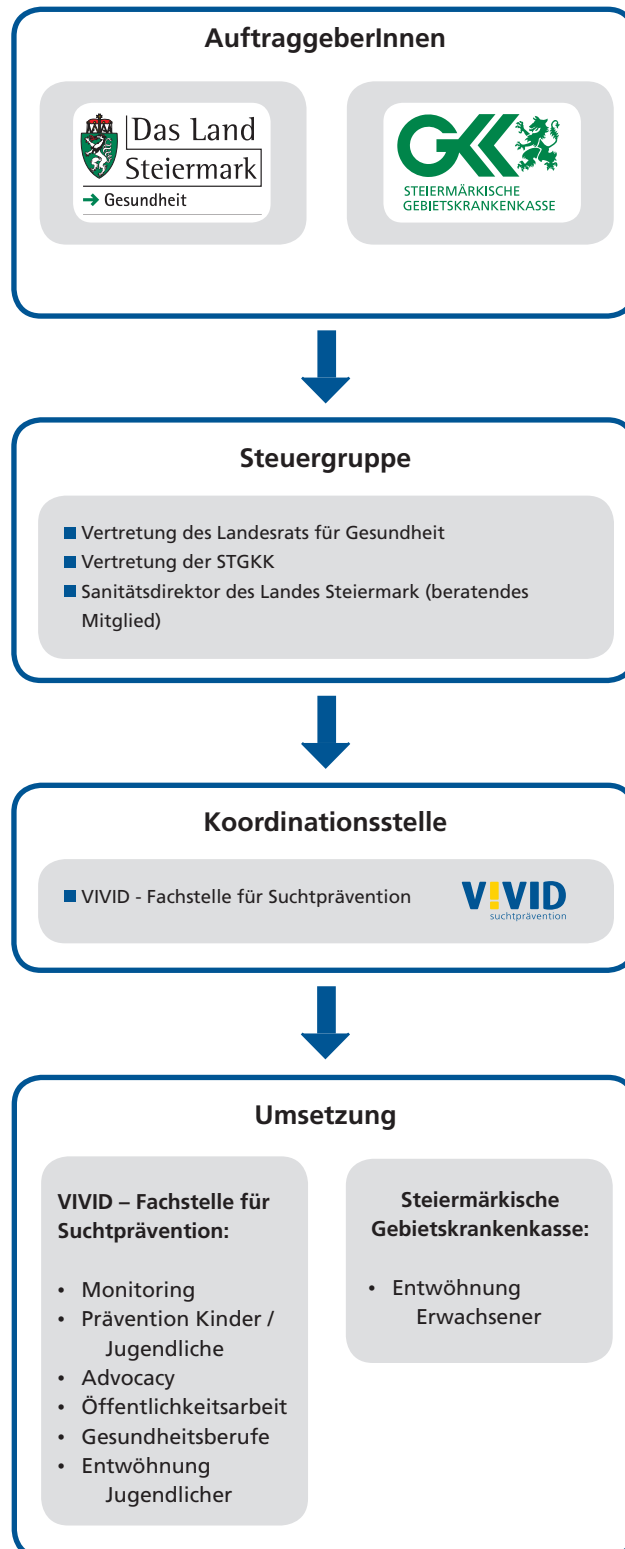 AuftraggeberInnen
Das Land
Steiermark
→ Gesundheit
GKK
STEIERMÄRKISCHE
GEBIETSKRANKENKASSE
Steuergruppe
Vertretung des Landesrats für Gesundheit
Vertretung der STGKK
Sanitätsdirektor des Landes Steiermark (beratendes
Mitglied)
Koordinationsstelle
VIVID - Fachstelle für Suchtprävention
V!VID
suchtprävention
Umsetzung
VIVID – Fachstelle für
Suchtprävention:
• Monitoring
• Prävention Kinder /
Jugendliche
• Advocacy
• Öffentlichkeitsarbeit
• Gesundheitsberufe
• Entwöhnung
Jugendlicher
Steiermärkische
Gebietskrankenkasse:
• Entwöhnung
Erwachsener